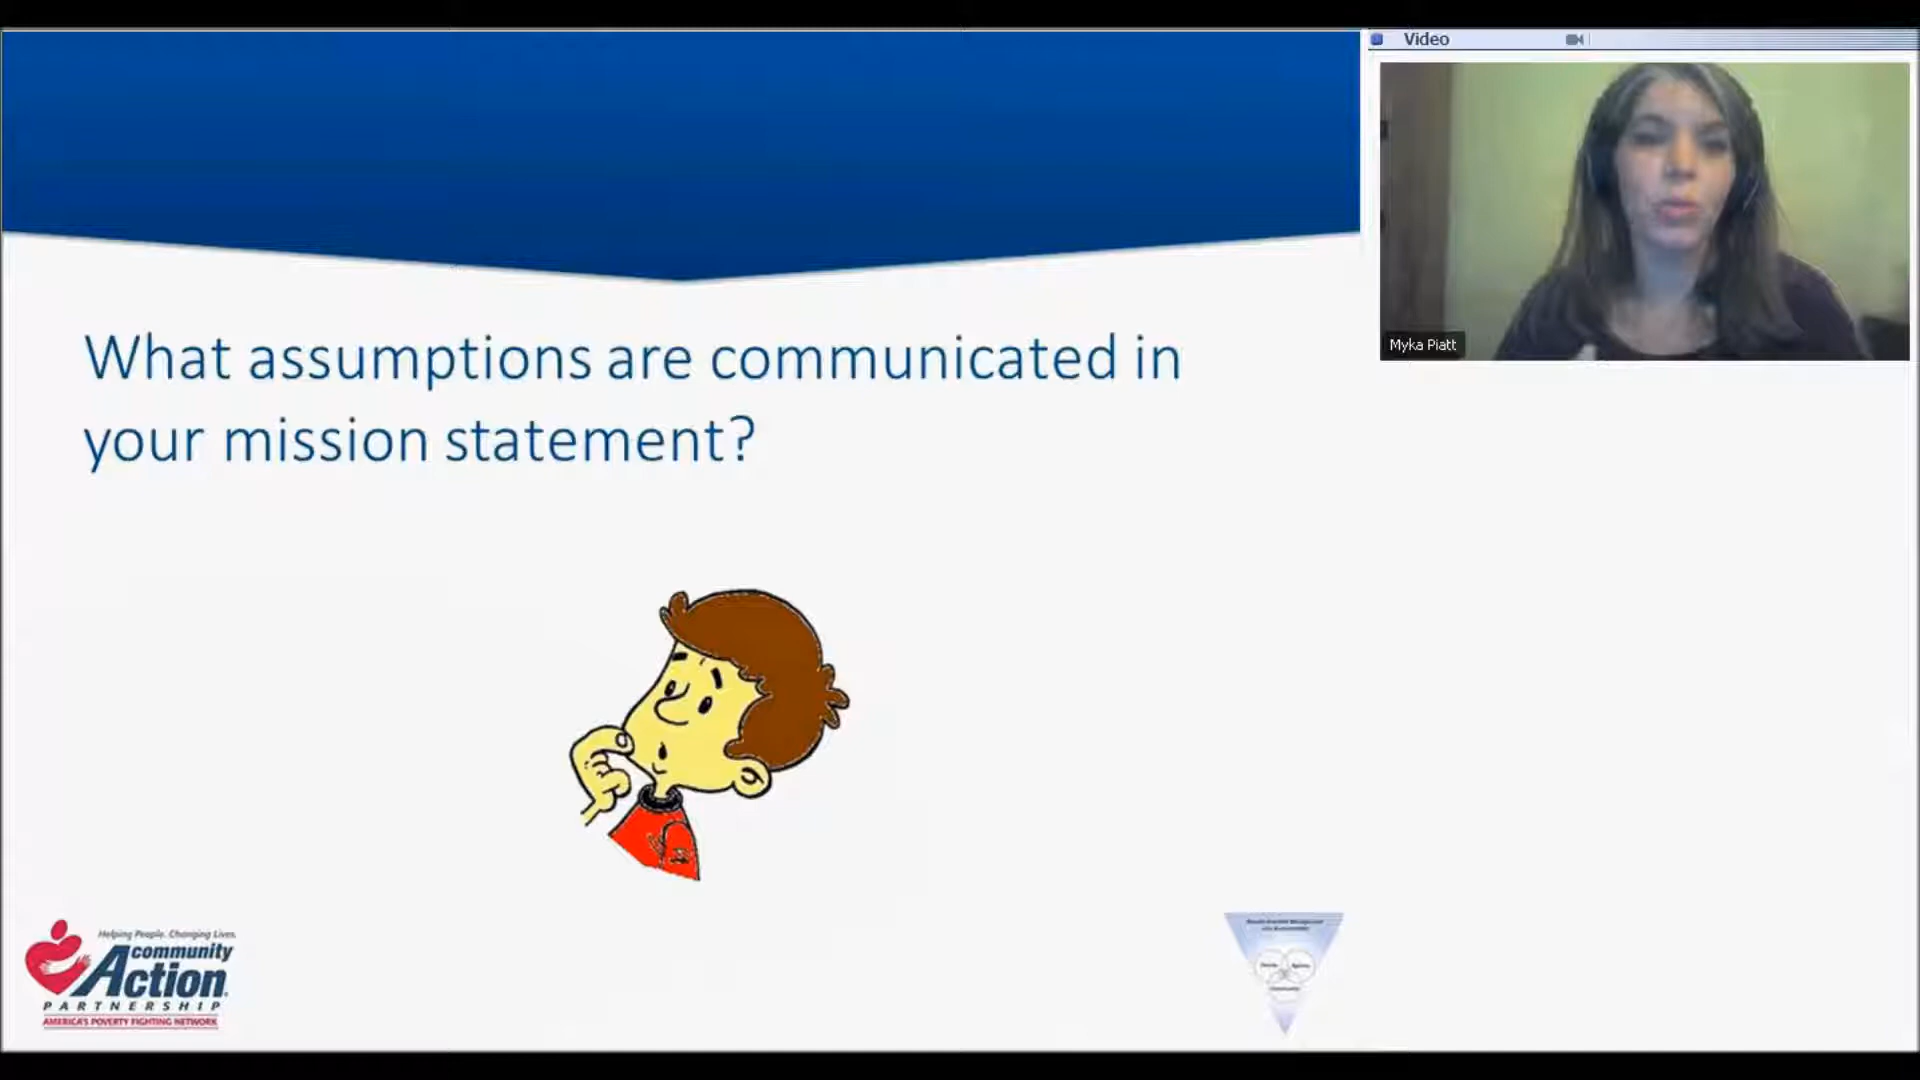 Video
Myka Piatt
What assumptions are communicated in
your mission statement?
Helping People. Changing Lives.
community
Action
PARTNERSHIP
AMERICA'S POVERTY FIGHTING NETWORK